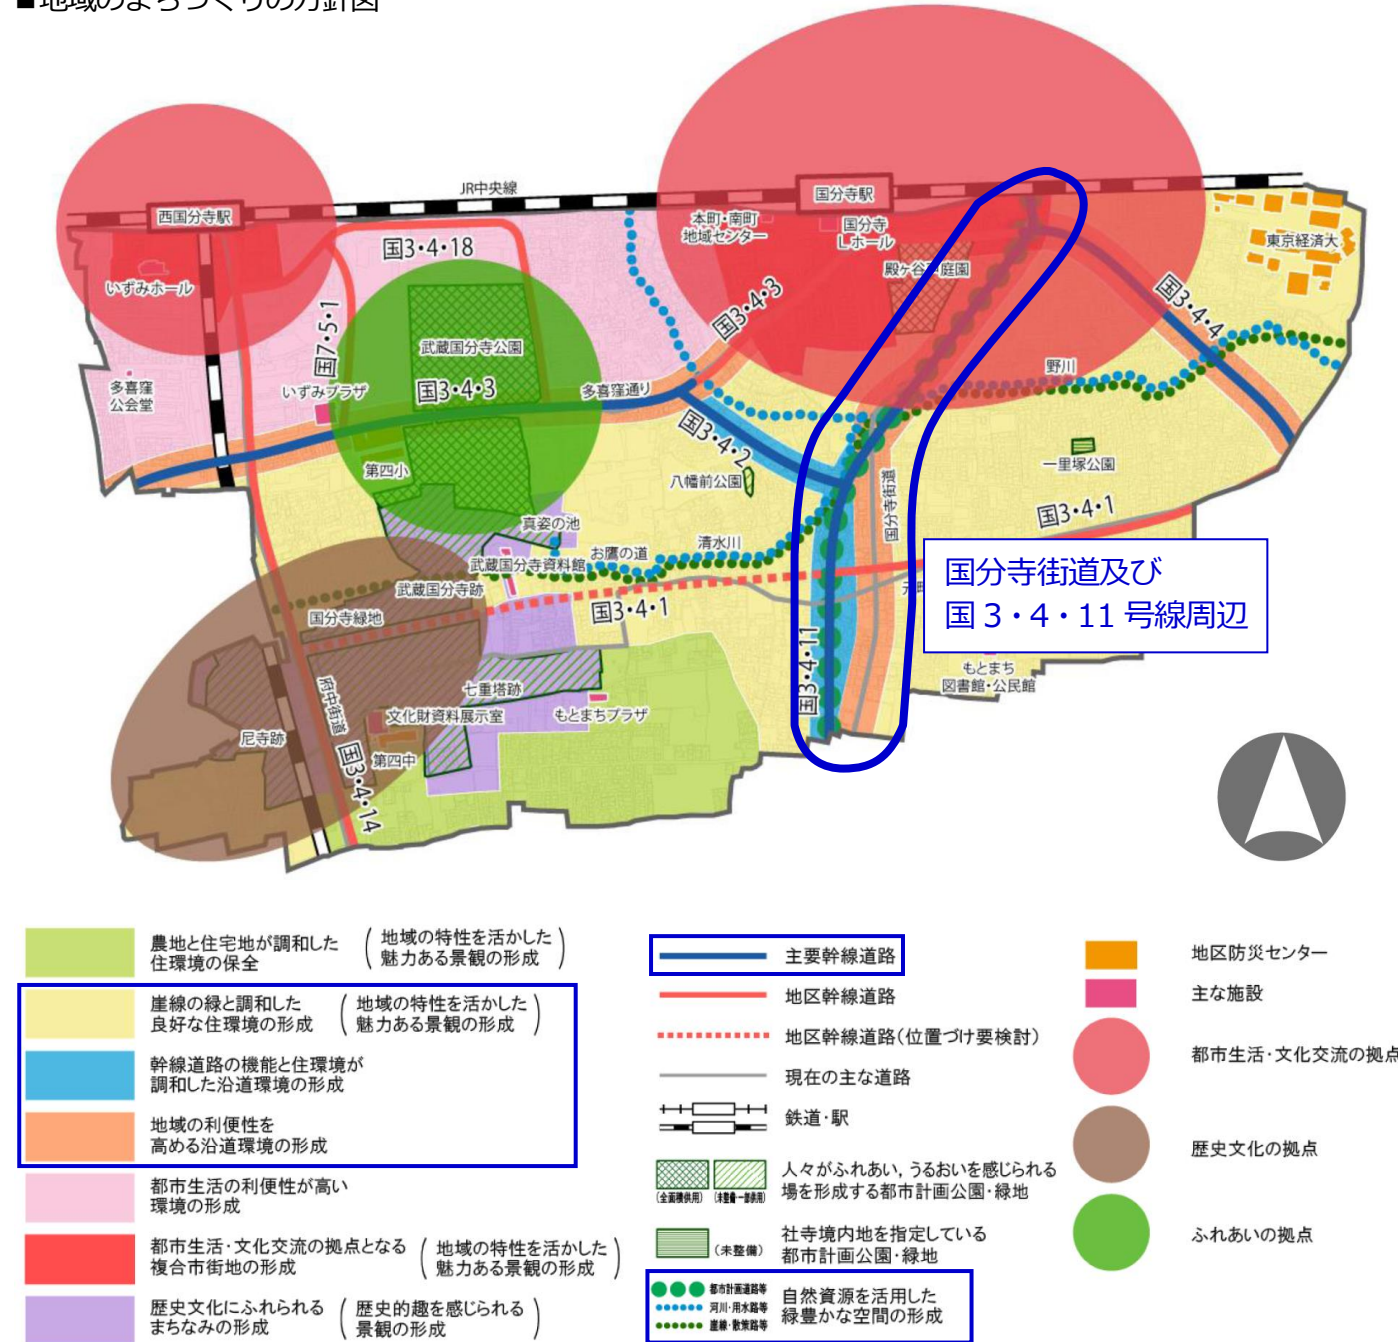 ■地域のまちづくりの方針図
JR中央線
西国分寺駅
国分寺駅
本町・南町
地域センター
国分寺
Lホール
東京経済大
国3・4・18
いずみホール
殿ヶ谷戸庭園
国3・4・3
国3・4・4
国7・5・1
武蔵国分寺公園
多喜窪
公会堂
いずみプラザ
国3・4・3
多喜窪通り
野川
国3・4・2
第四小
八幡前公園
一里塚公園
国分寺街道
国3・4・1
真姿の池
お鷹の道
清水川
武蔵国分寺資料館
武蔵国分寺跡
国3・4・1
国分寺緑地
国分寺街道及び
国3・4・11号線周辺
国3・4・11
もとまち
図書館・公民館
府中街道
七重塔跡
文化財資料展示室
もとまちプラザ
尼寺跡
第四中
国3・4・14
農地と住宅地が調和した
住環境の保全
(地域の特性を活かした
魅力ある景観の形成)
崖線の緑と調和した
良好な住環境の形成
(地域の特性を活かした
魅力ある景観の形成)
幹線道路の機能と住環境が
調和した沿道環境の形成
地域の利便性を
高める沿道環境の形成
都市生活の利便性が高い
環境の形成
都市生活・文化交流の拠点となる
複合市街地の形成
(地域の特性を活かした
魅力ある景観の形成)
歴史文化にふれられる
まちなみの形成
(歴史的趣を感じられる
景観の形成)
主要幹線道路
地区幹線道路
地区幹線道路(位置づけ要検討)
現在の主な道路
鉄道・駅
(全面積供用)
(未整備・一部供用)
人々がふれあい,うるおいを感じられる
場を形成する都市計画公園・緑地
(未整備)
社寺境内地を指定している
都市計画公園・緑地
都市計画道路等
河川・用水路等
崖線・散策路等
自然資源を活用した
緑豊かな空間の形成
地区防災センター
主な施設
都市生活・文化交流の拠点
歴史文化の拠点
ふれあいの拠点